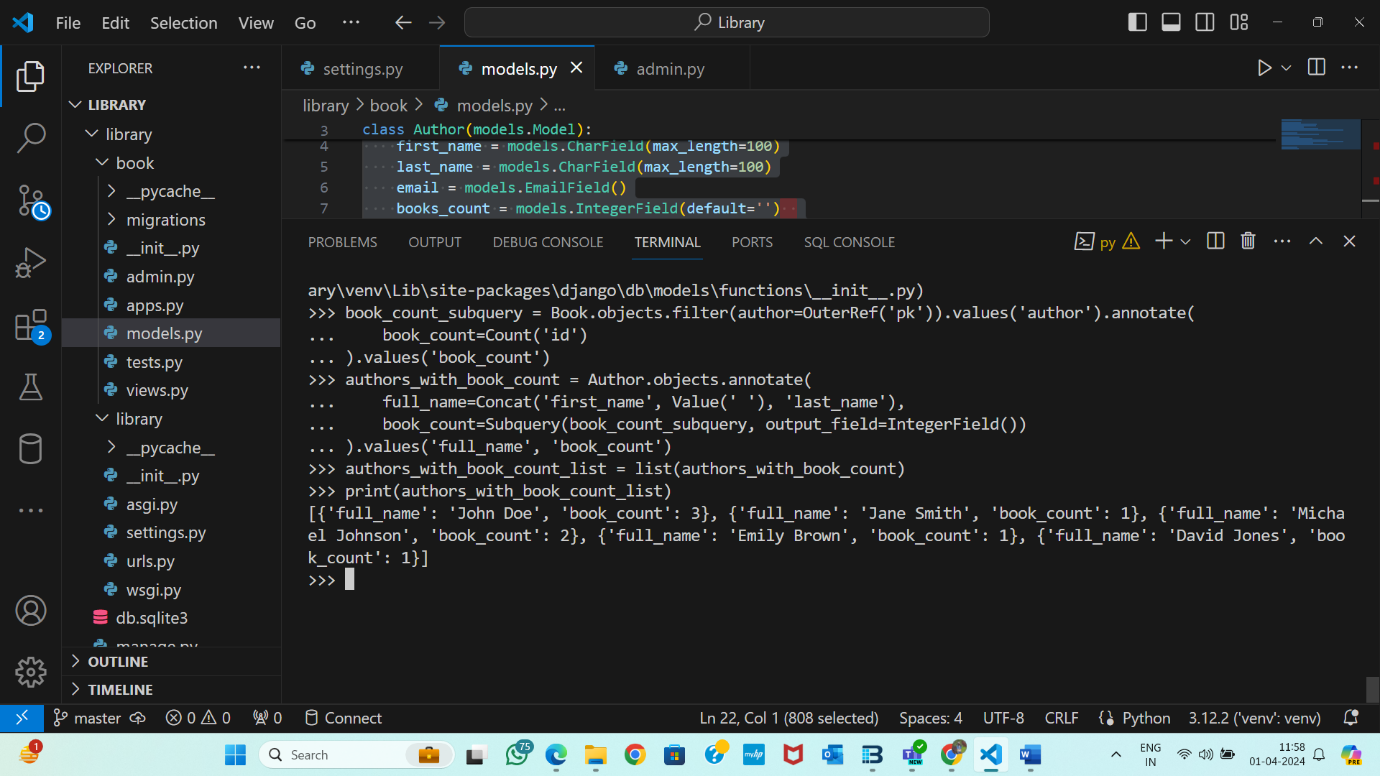 File Edit Selection View Go ··· Library
EXPLORER ···
LIBRARY
library
book
__pycache__
migrations
__init__.py
admin.py
apps.py
models.py
tests.py
views.py
library
__pycache__
__init__.py
asgi.py
settings.py
urls.py
wsgi.py
db.sqlite3
manage.py
OUTLINE
TIMELINE
2
settings.py models.py admin.py
library > book > models.py > ...
3 class Author(models.Model):
4 ····first_name = models.CharField(max_length=100)
5 ····last_name = models.CharField(max_length=100)
6 ····email = models.EmailField()
7 ····books_count = models.IntegerField(default='')
PROBLEMS OUTPUT DEBUG CONSOLE TERMINAL PORTS SQL CONSOLE py
ary\venv\Lib\site-packages\django\db\models\functions\__init__.py)
>>> book_count_subquery = Book.objects.filter(author=OuterRef('pk')).values('author').annotate(
...     book_count=Count('id')
... ).values('book_count')
>>> authors_with_book_count = Author.objects.annotate(
...     full_name=Concat('first_name', Value(' '), 'last_name'),
...     book_count=Subquery(book_count_subquery, output_field=IntegerField())
... ).values('full_name', 'book_count')
>>> authors_with_book_count_list = list(authors_with_book_count)
>>> print(authors_with_book_count_list)
[{'full_name': 'John Doe', 'book_count': 3}, {'full_name': 'Jane Smith', 'book_count': 1}, {'full_name': 'Micha
el Johnson', 'book_count': 2}, {'full_name': 'Emily Brown', 'book_count': 1}, {'full_name': 'David Jones', 'boo
k_count': 1}]
>>>
master 0 0 0 Connect Ln 22, Col 1 (808 selected) Spaces: 4 UTF-8 CRLF Python 3.12.2 ('venv': venv)
1 Search 75 NEW ENG 11:58
IN 01-04-2024 PRE